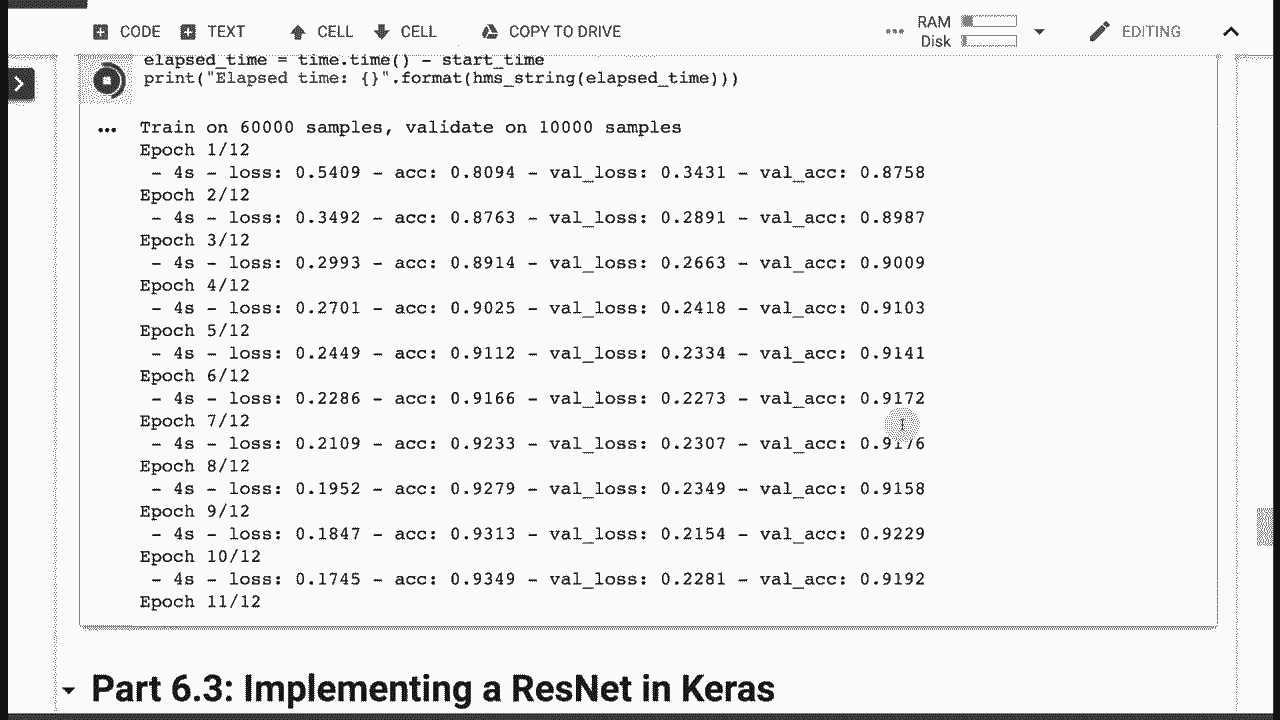 CODE TEXT CELL CELL COPY TO DRIVE RAM Disk EDITING
elapsed_time = time.time() - start_time
print("Elapsed time: {}".format(hms_string(elapsed_time)))
Train on 60000 samples, validate on 10000 samples
Epoch 1/12
- 4s - loss: 0.5409 - acc: 0.8094 - val_loss: 0.3431 - val_acc: 0.8758
Epoch 2/12
- 4s - loss: 0.3492 - acc: 0.8763 - val_loss: 0.2891 - val_acc: 0.8987
Epoch 3/12
- 4s - loss: 0.2993 - acc: 0.8914 - val_loss: 0.2663 - val_acc: 0.9009
Epoch 4/12
- 4s - loss: 0.2701 - acc: 0.9025 - val_loss: 0.2418 - val_acc: 0.9103
Epoch 5/12
- 4s - loss: 0.2449 - acc: 0.9112 - val_loss: 0.2334 - val_acc: 0.9141
Epoch 6/12
- 4s - loss: 0.2286 - acc: 0.9166 - val_loss: 0.2273 - val_acc: 0.9172
Epoch 7/12
- 4s - loss: 0.2109 - acc: 0.9233 - val_loss: 0.2307 - val_acc: 0.9176
Epoch 8/12
- 4s - loss: 0.1952 - acc: 0.9279 - val_loss: 0.2349 - val_acc: 0.9158
Epoch 9/12
- 4s - loss: 0.1847 - acc: 0.9313 - val_loss: 0.2154 - val_acc: 0.9229
Epoch 10/12
- 4s - loss: 0.1745 - acc: 0.9349 - val_loss: 0.2281 - val_acc: 0.9192
Epoch 11/12
Part 6.3: Implementing a ResNet in Keras